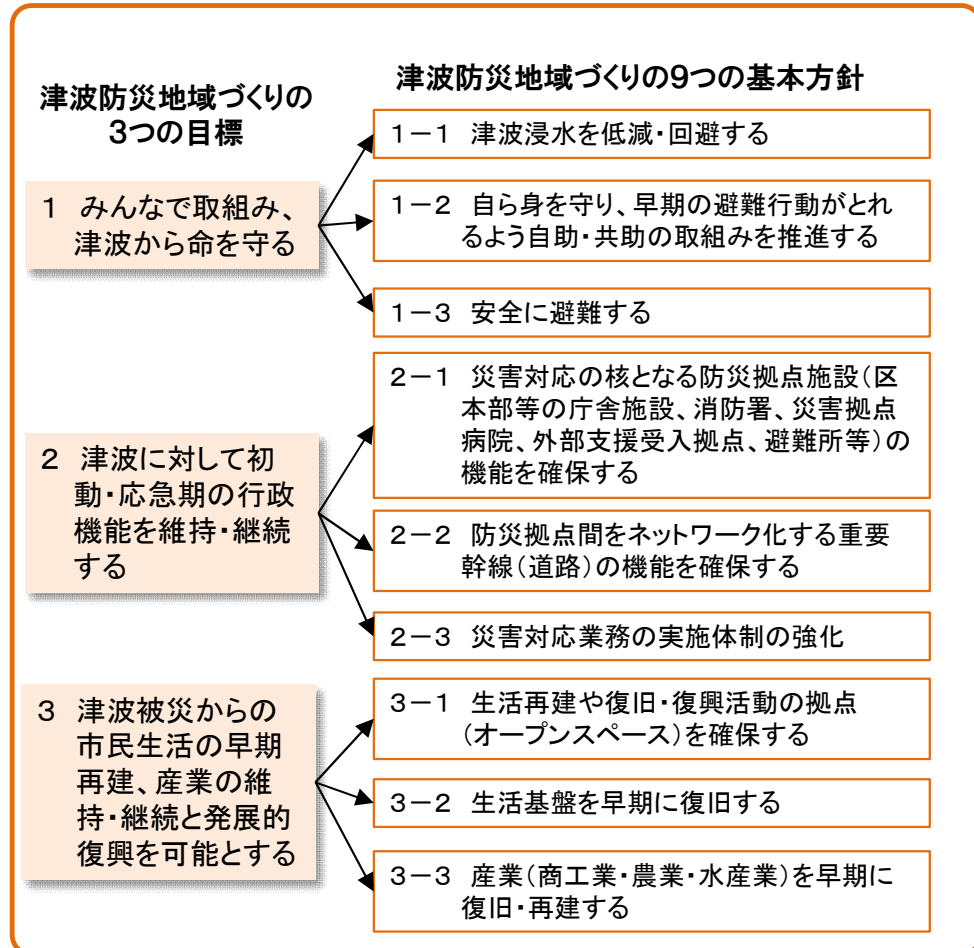 津波防災地域づくりの
3つの目標
津波防災地域づくりの9つの基本方針
1 みんなで取組み、
津波から命を守る
1-1 津波浸水を低減・回避する
1-2 自ら身を守り、早期の避難行動がとれ
るよう自助・共助の取組みを推進する
1-3 安全に避難する
2 津波に対して初
動・応急期の行政
機能を維持・継続
する
2-1 災害対応の核となる防災拠点施設(区
本部等の庁舎施設、消防署、災害拠点
病院、外部支援受入拠点、避難所等)の
機能を確保する
2-2 防災拠点間をネットワーク化する重要
幹線(道路)の機能を確保する
2-3 災害対応業務の実施体制の強化
3 津波被災からの
市民生活の早期
再建、産業の維
持・継続と発展的
復興を可能とする
3-1 生活再建や復旧・復興活動の拠点
(オープンスペース)を確保する
3-2 生活基盤を早期に復旧する
3-3 産業(商工業・農業・水産業)を早期に
復旧・再建する